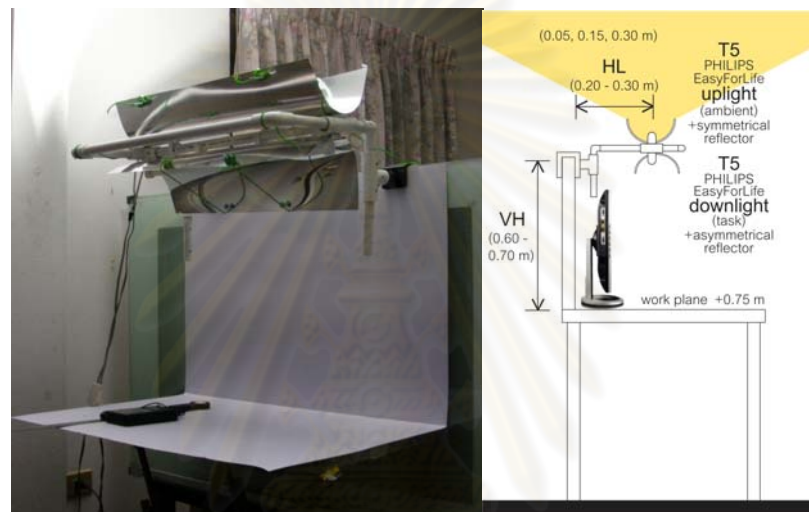 (0.05, 0.15, 0.30 m)
HL
(0.20 - 0.30 m)
T5
PHILIPS
EasyForLife
uplight
(ambient)
+symmetrical
reflector
T5
PHILIPS
EasyForLife
downlight
(task)
+asymmetrical
reflector
VH
(0.60 -
0.70 m)
work plane +0.75 m